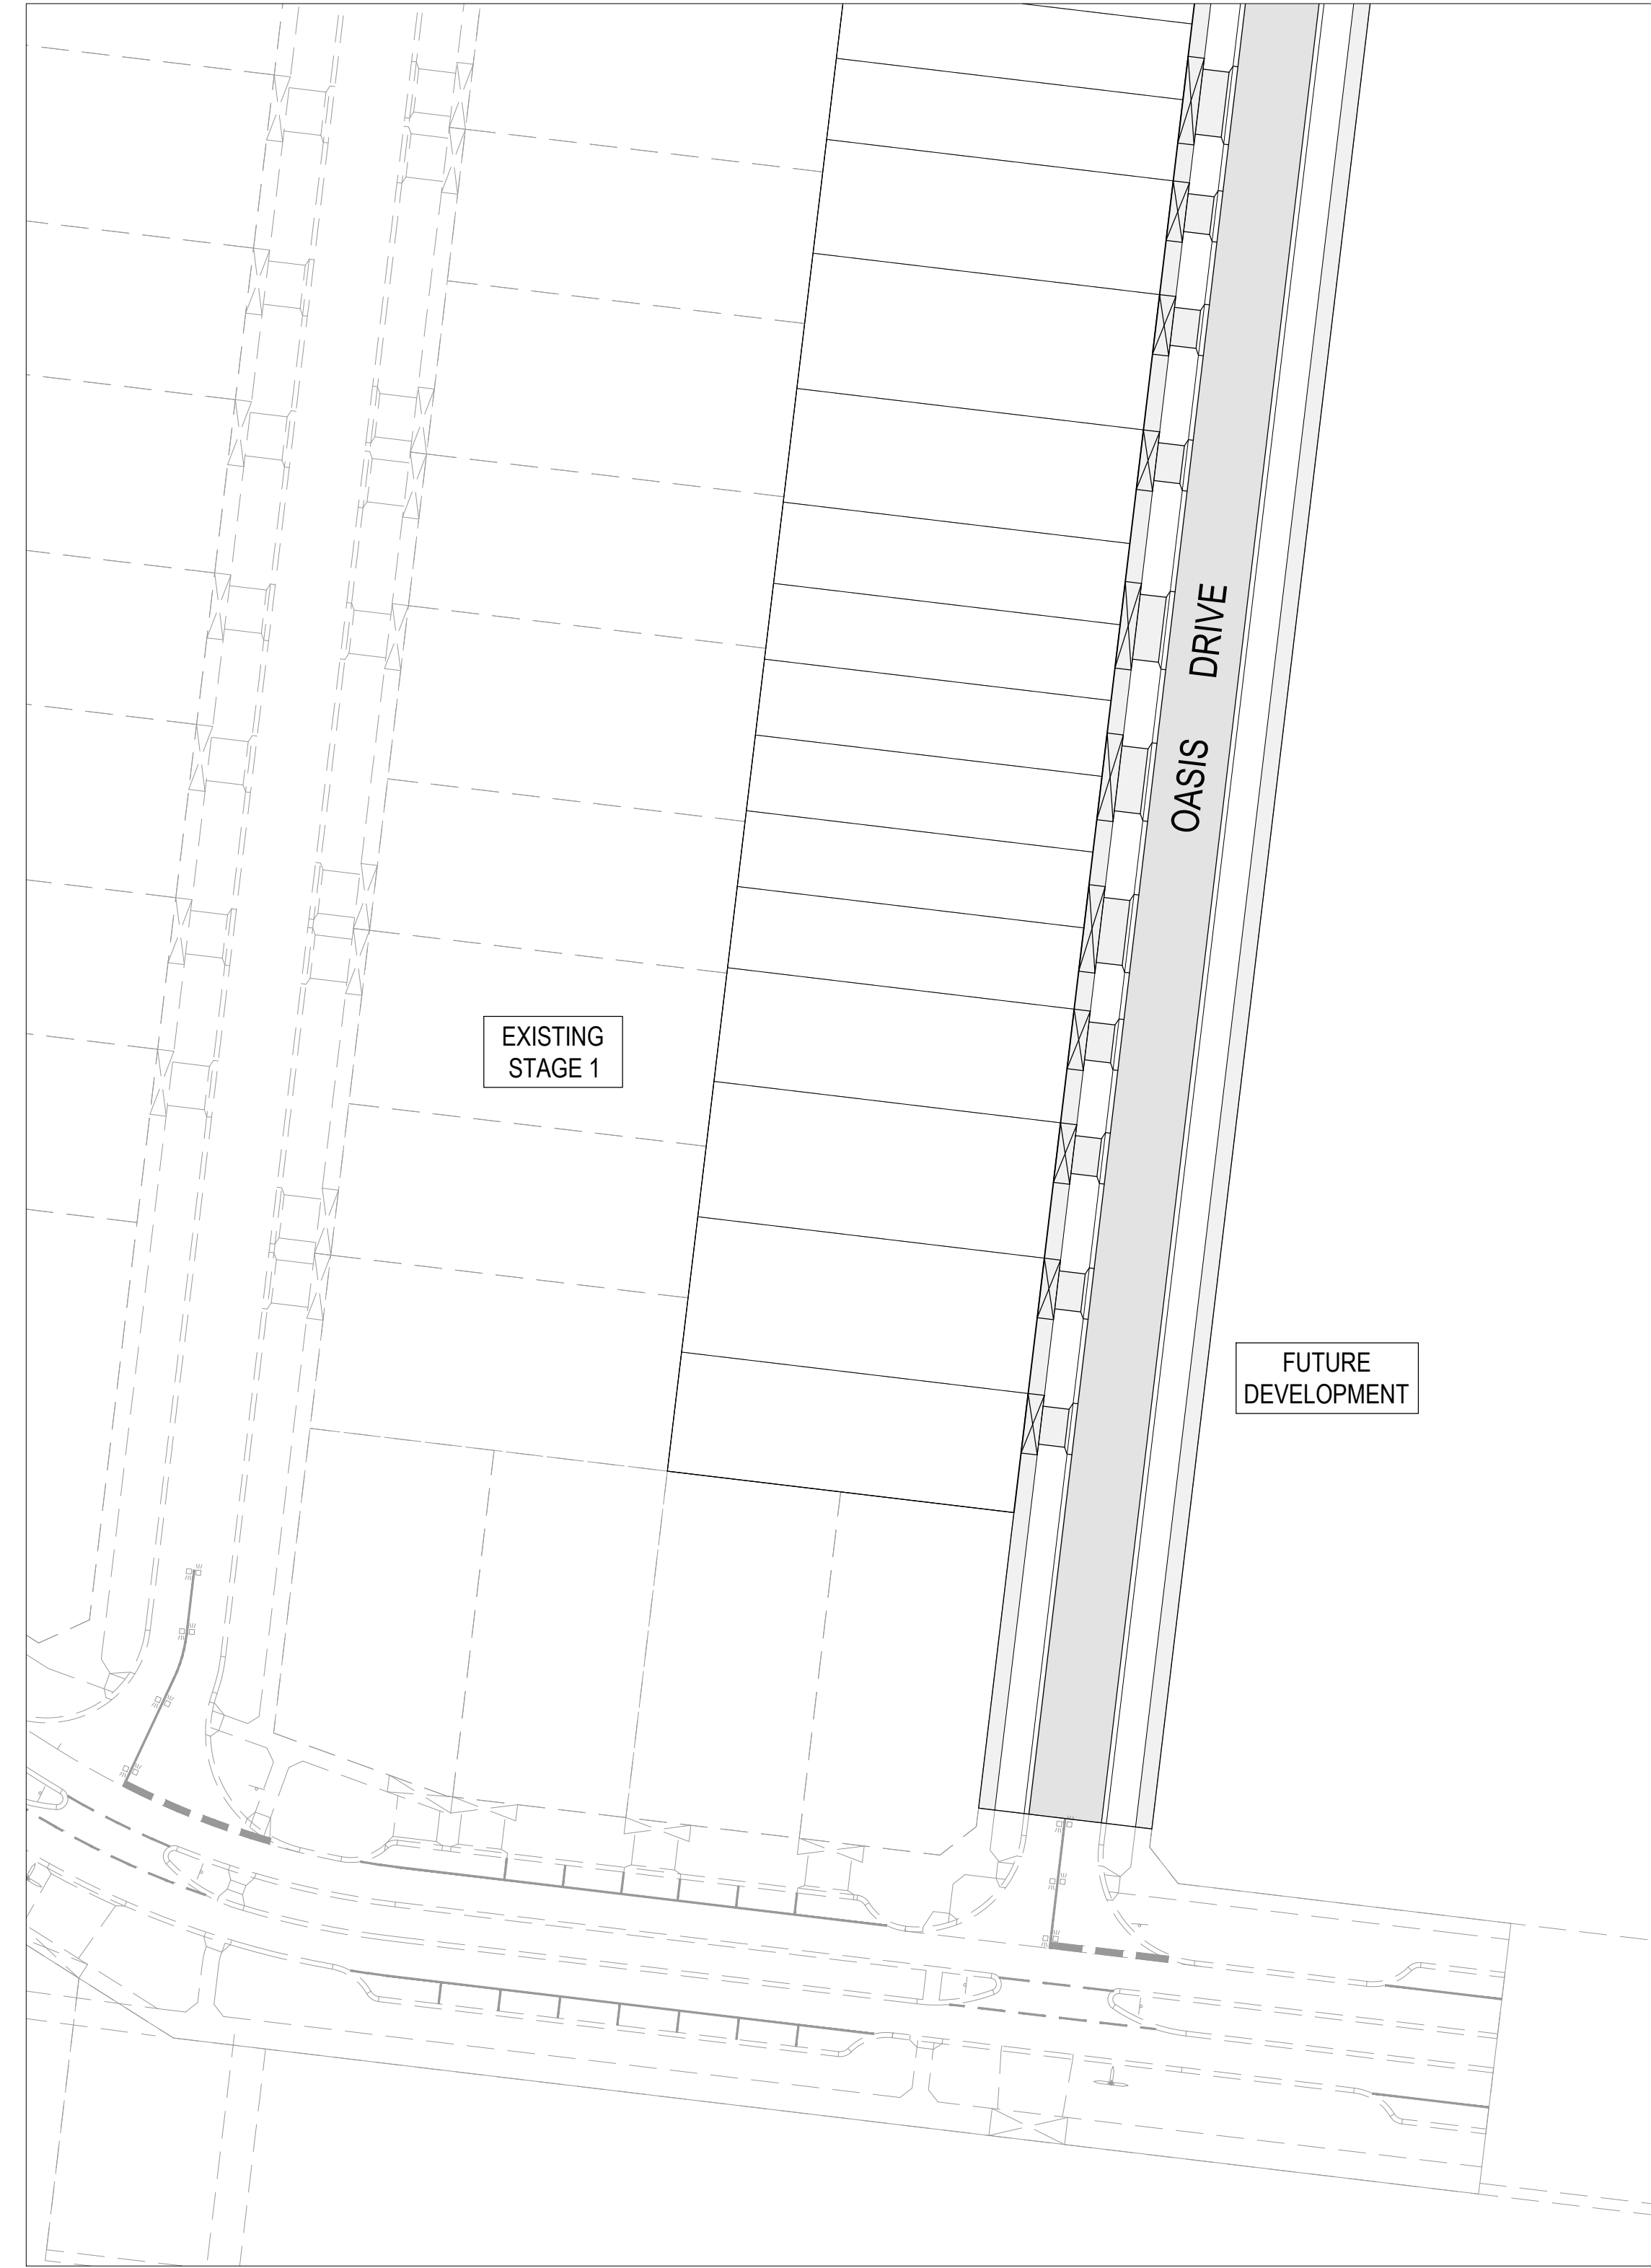 OASIS DRIVE
EXISTING
STAGE 1
FUTURE
DEVELOPMENT